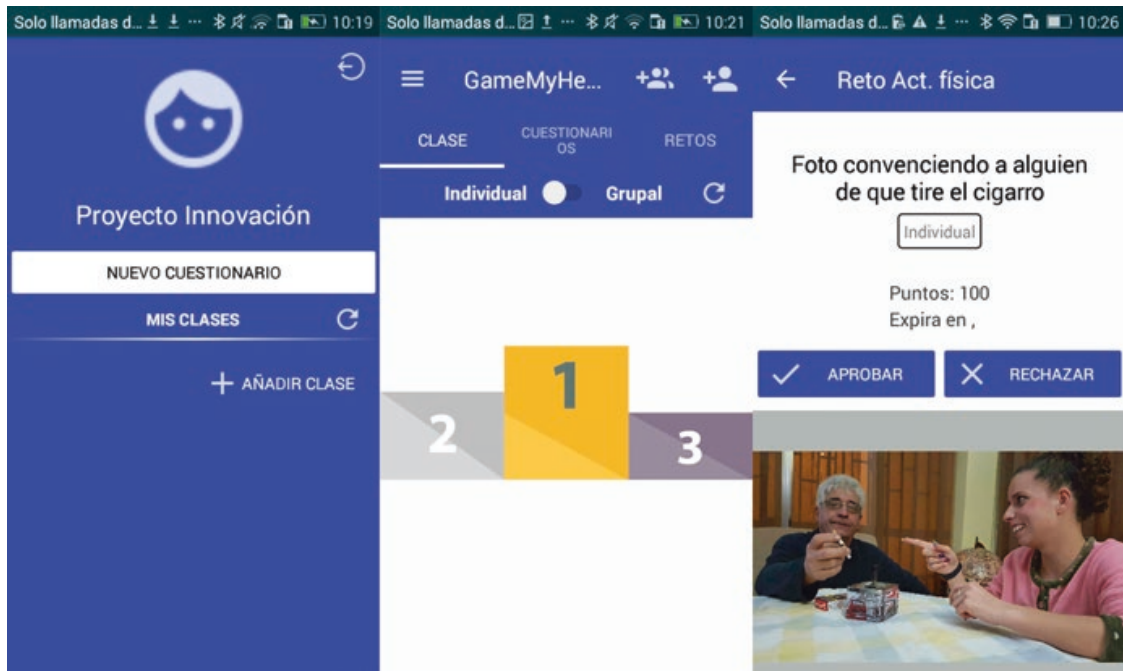 Solo llamadas d... 10:19
Proyecto Innovación
NUEVO CUESTIONARIO
MIS CLASES
AÑADIR CLASE
Solo llamadas d... 10:21
GameMyHe...
CLASE
CUESTIONARI
OS
RETOS
Individual
Grupal
1
2
3
Solo llamadas d... 10:26
Reto Act. física
Foto convenciendo a alguien
de que tire el cigarro
Individual
Puntos: 100
Expira en ,
APROBAR
RECHAZAR